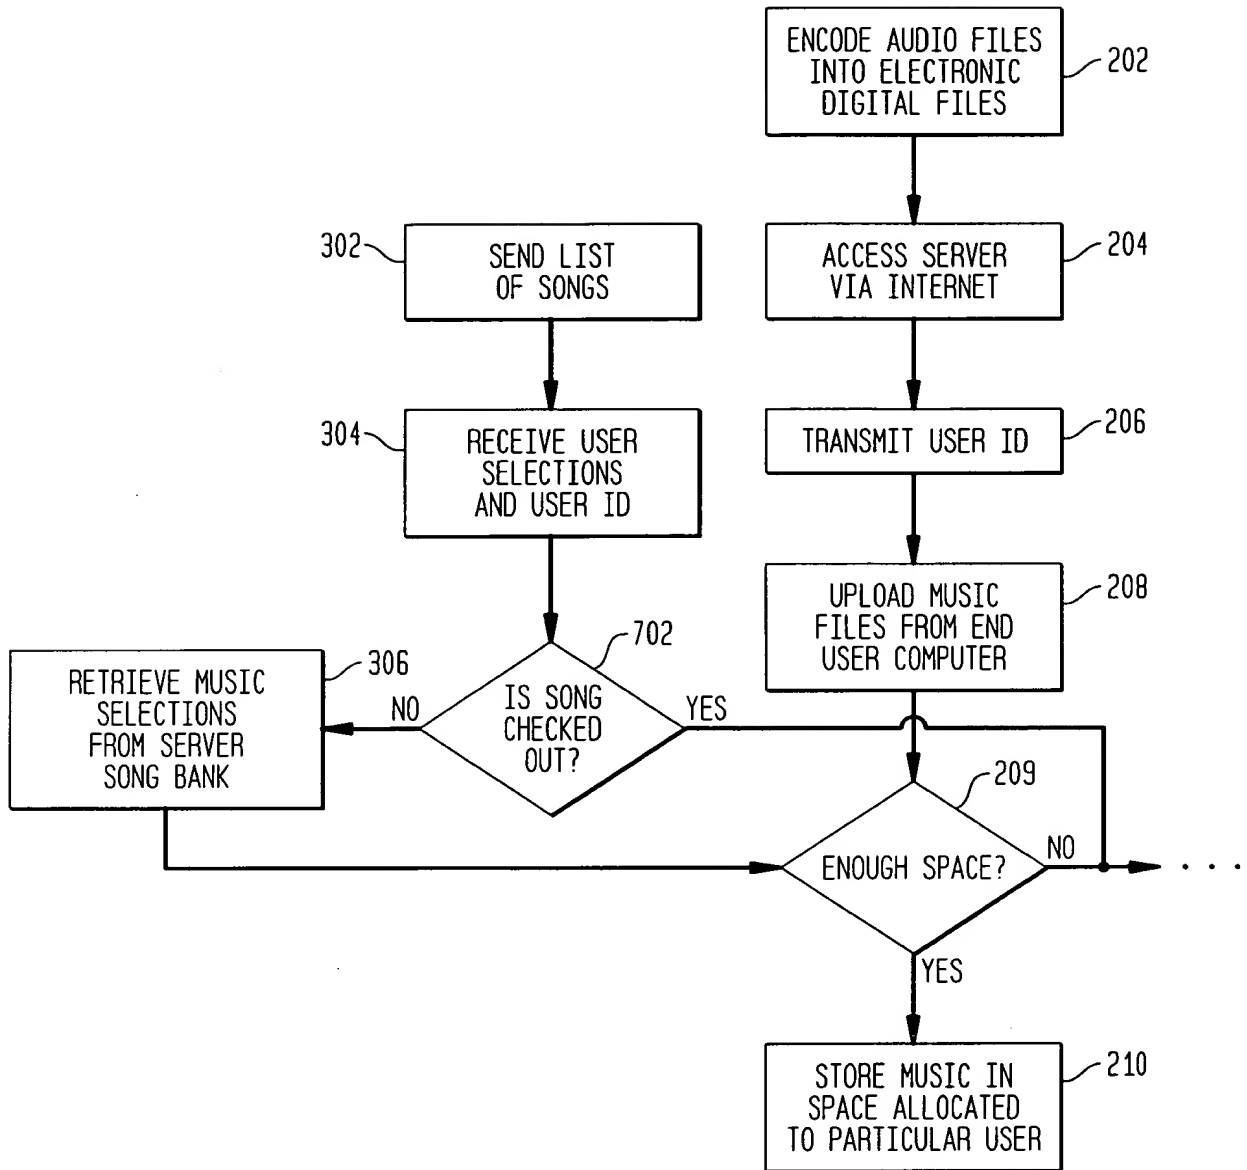 ENCODE AUDIO FILES
INTO ELECTRONIC
DIGITAL FILES
202
302
SEND LIST
OF SONGS
ACCESS SERVER
VIA INTERNET
204
304
RECEIVE USER
SELECTIONS
AND USER ID
TRANSMIT USER ID
206
UPLOAD MUSIC
FILES FROM END
USER COMPUTER
208
RETRIEVE MUSIC
SELECTIONS
FROM SERVER
SONG BANK
306
NO
702
IS SONG
CHECKED
OUT?
YES
209
ENOUGH SPACE?
NO
. . .
YES
STORE MUSIC IN
SPACE ALLOCATED
TO PARTICULAR USER
210